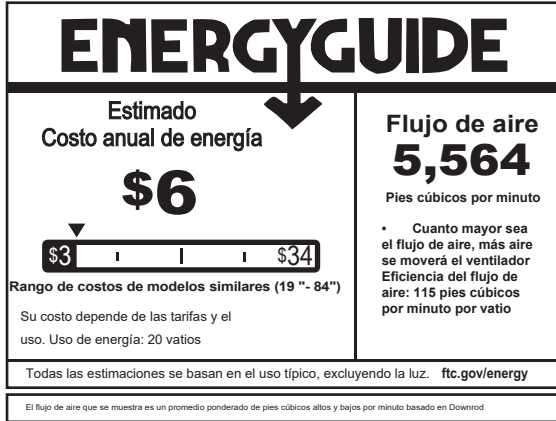 ENERGYGUIDE
Estimado
Costo anual de energía
$6
$3
$34
Rango de costos de modelos similares (19 "- 84")
Su costo depende de las tarifas y el
uso. Uso de energía: 20 vatios
Flujo de aire
5,564
Pies cúbicos por minuto
• Cuanto mayor sea
el flujo de aire, más aire
se moverá el ventilador
Eficiencia del flujo de
aire: 115 pies cúbicos
por minuto por vatio
Todas las estimaciones se basan en el uso típico, excluyendo la luz. ftc.gov/energy
El flujo de aire que se muestra es un promedio ponderado de pies cúbicos altos y bajos por minuto basado en Downrod